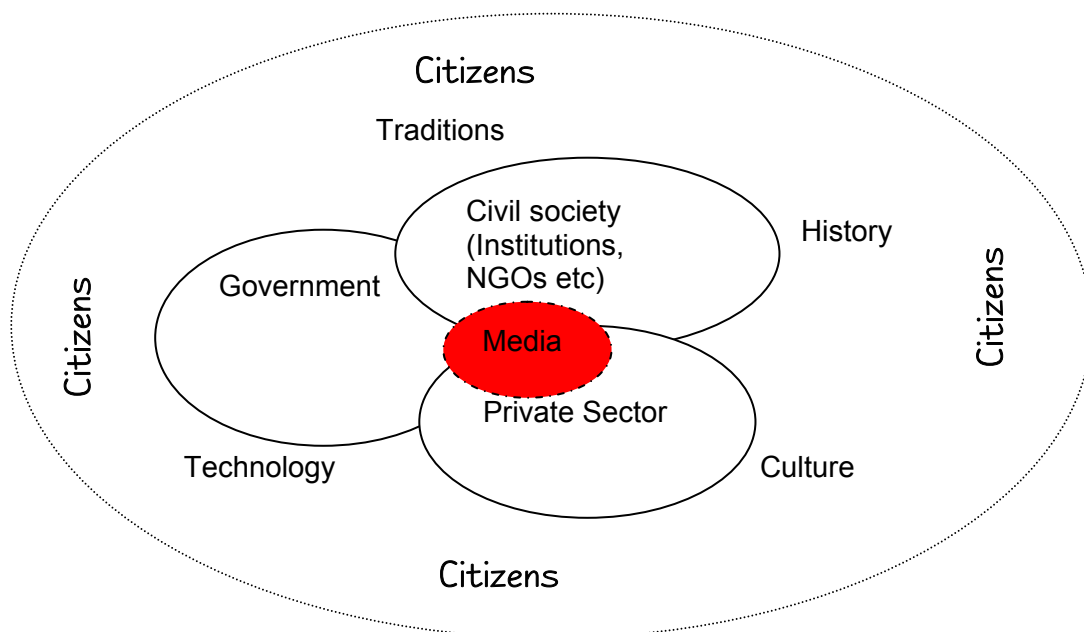 Citizens
Traditions
Civil society
(Institutions,
NGOs etc)
History
Government
Citizens
Citizens
Media
Private Sector
Technology
Culture
Citizens